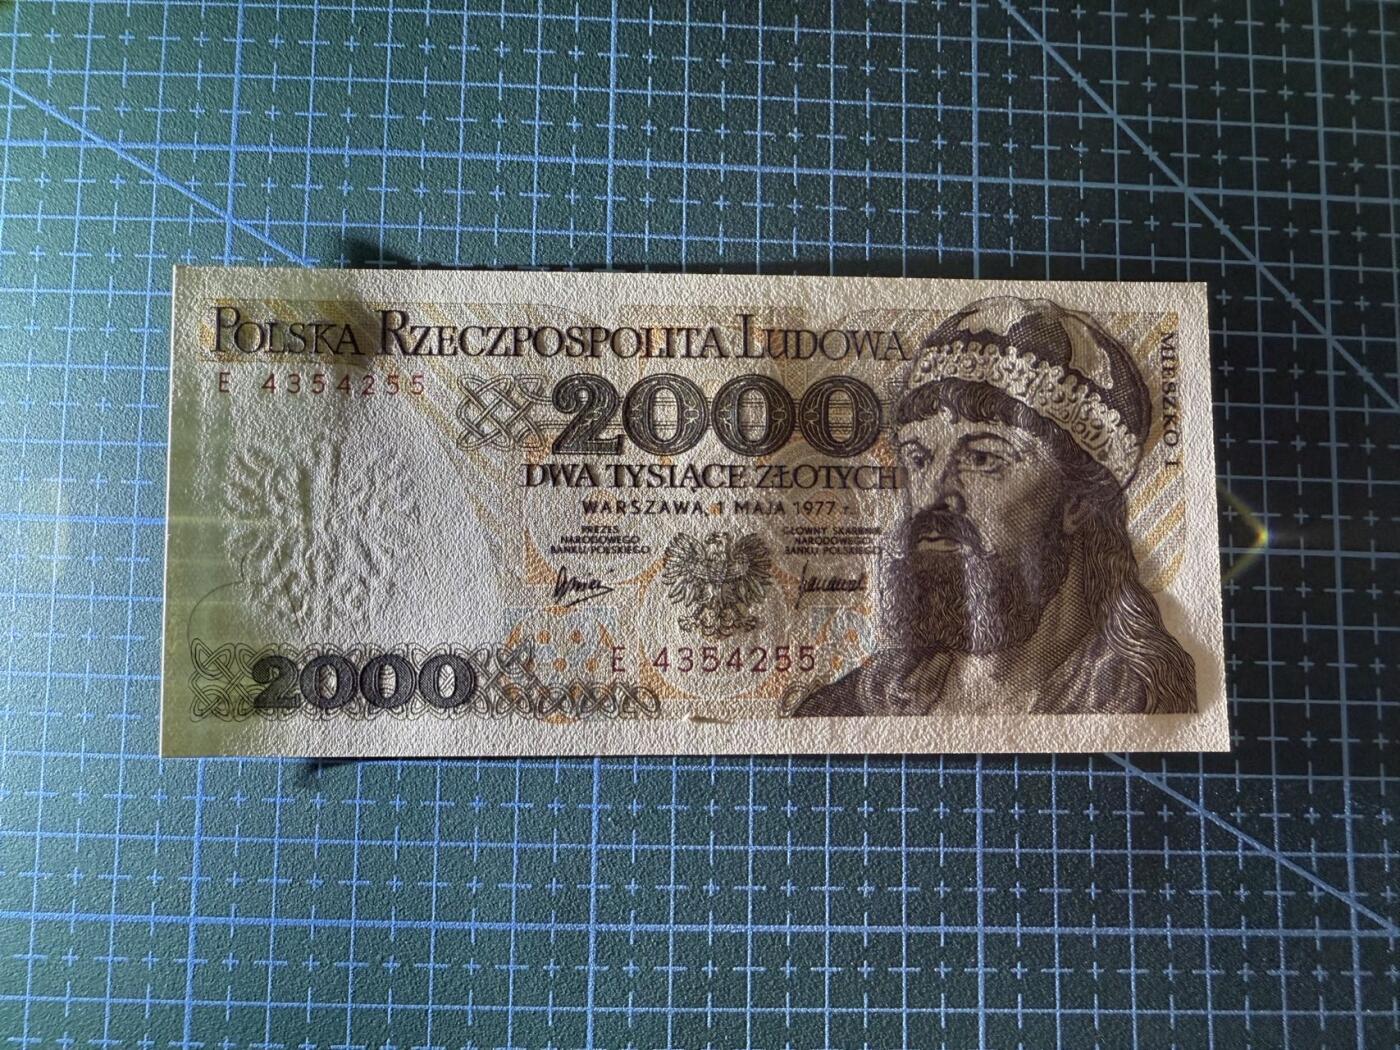 POLSKA RZECZPOSPOLITA LUDOWA
E 4354255
2000
DWA TYSIĄCE ZŁOTYCH
WARSZAWA, 1 MAJA 1977 r.
PREZES
NARODOWEGO
BANKU POLSKIEGO
GŁÓWNY SKARBNIK
NARODOWEGO
BANKU POLSKIEGO
E 4354255
2000
MIESZKO I